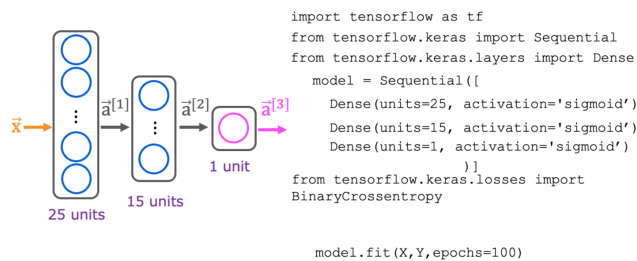 x⃗
a⃗[1]
a⃗[2]
a⃗[3]
25 units
15 units
1 unit
import tensorflow as tf
from tensorflow.keras import Sequential
from tensorflow.keras.layers import Dense
model = Sequential([
Dense(units=25, activation='sigmoid’)
Dense(units=15, activation='sigmoid’)
Dense(units=1, activation='sigmoid’)
)]
from tensorflow.keras.losses import
BinaryCrossentropy
model.fit(X,Y,epochs=100)